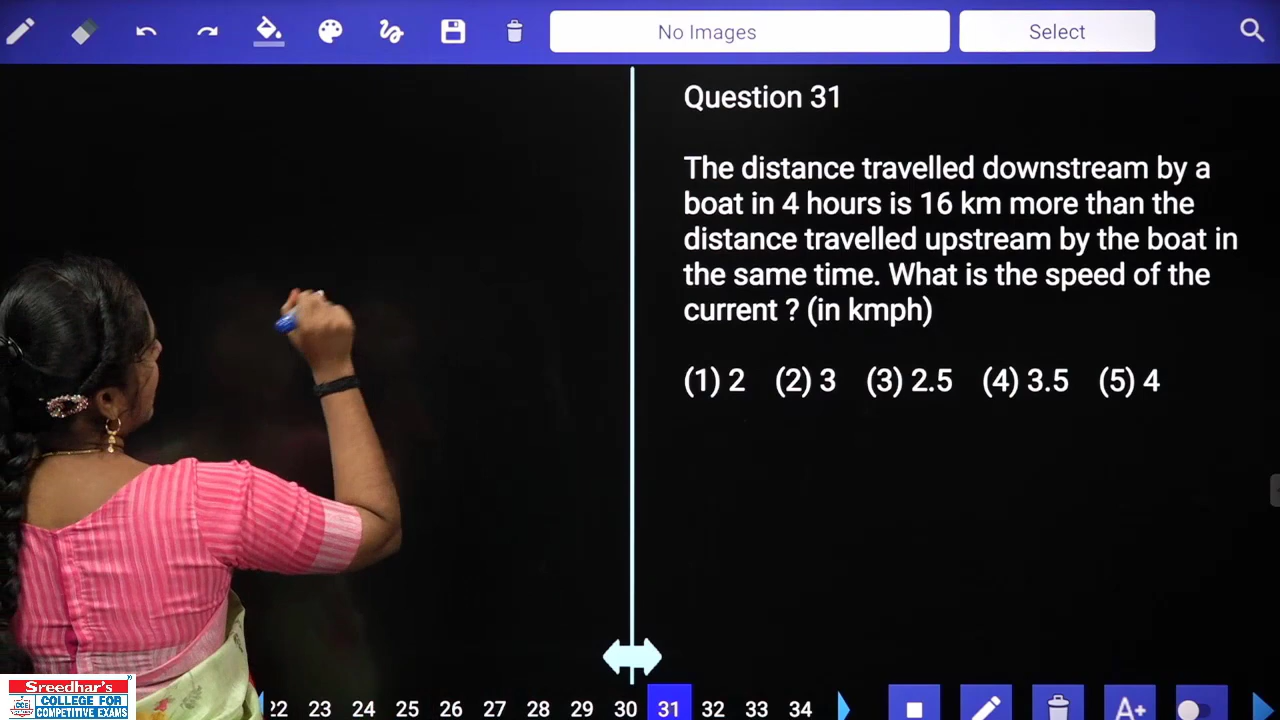 No Images
Select
Question 31
The distance travelled downstream by a
boat in 4 hours is 16 km more than the
distance travelled upstream by the boat in
the same time. What is the speed of the
current ? (in kmph)
(1) 2 (2) 3 (3) 2.5 (4) 3.5 (5) 4
Sreedhar's
CCE
COLLEGE FOR
COMPETITIVE EXAMS
22 23 24 25 26 27 28 29 30 31 32 33 34
A+